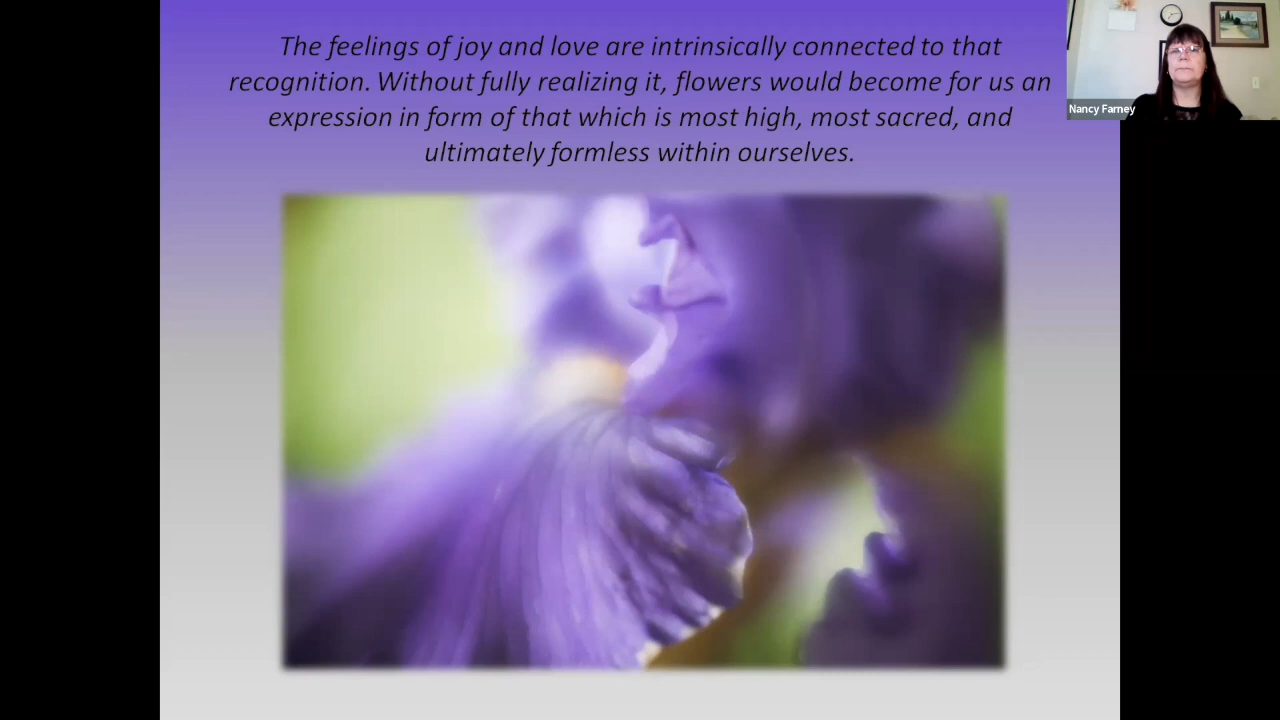 The feelings of joy and love are intrinsically connected to that
recognition. Without fully realizing it, flowers would become for us an
expression in form of that which is most high, most sacred, and
ultimately formless within ourselves.
Nancy Farney